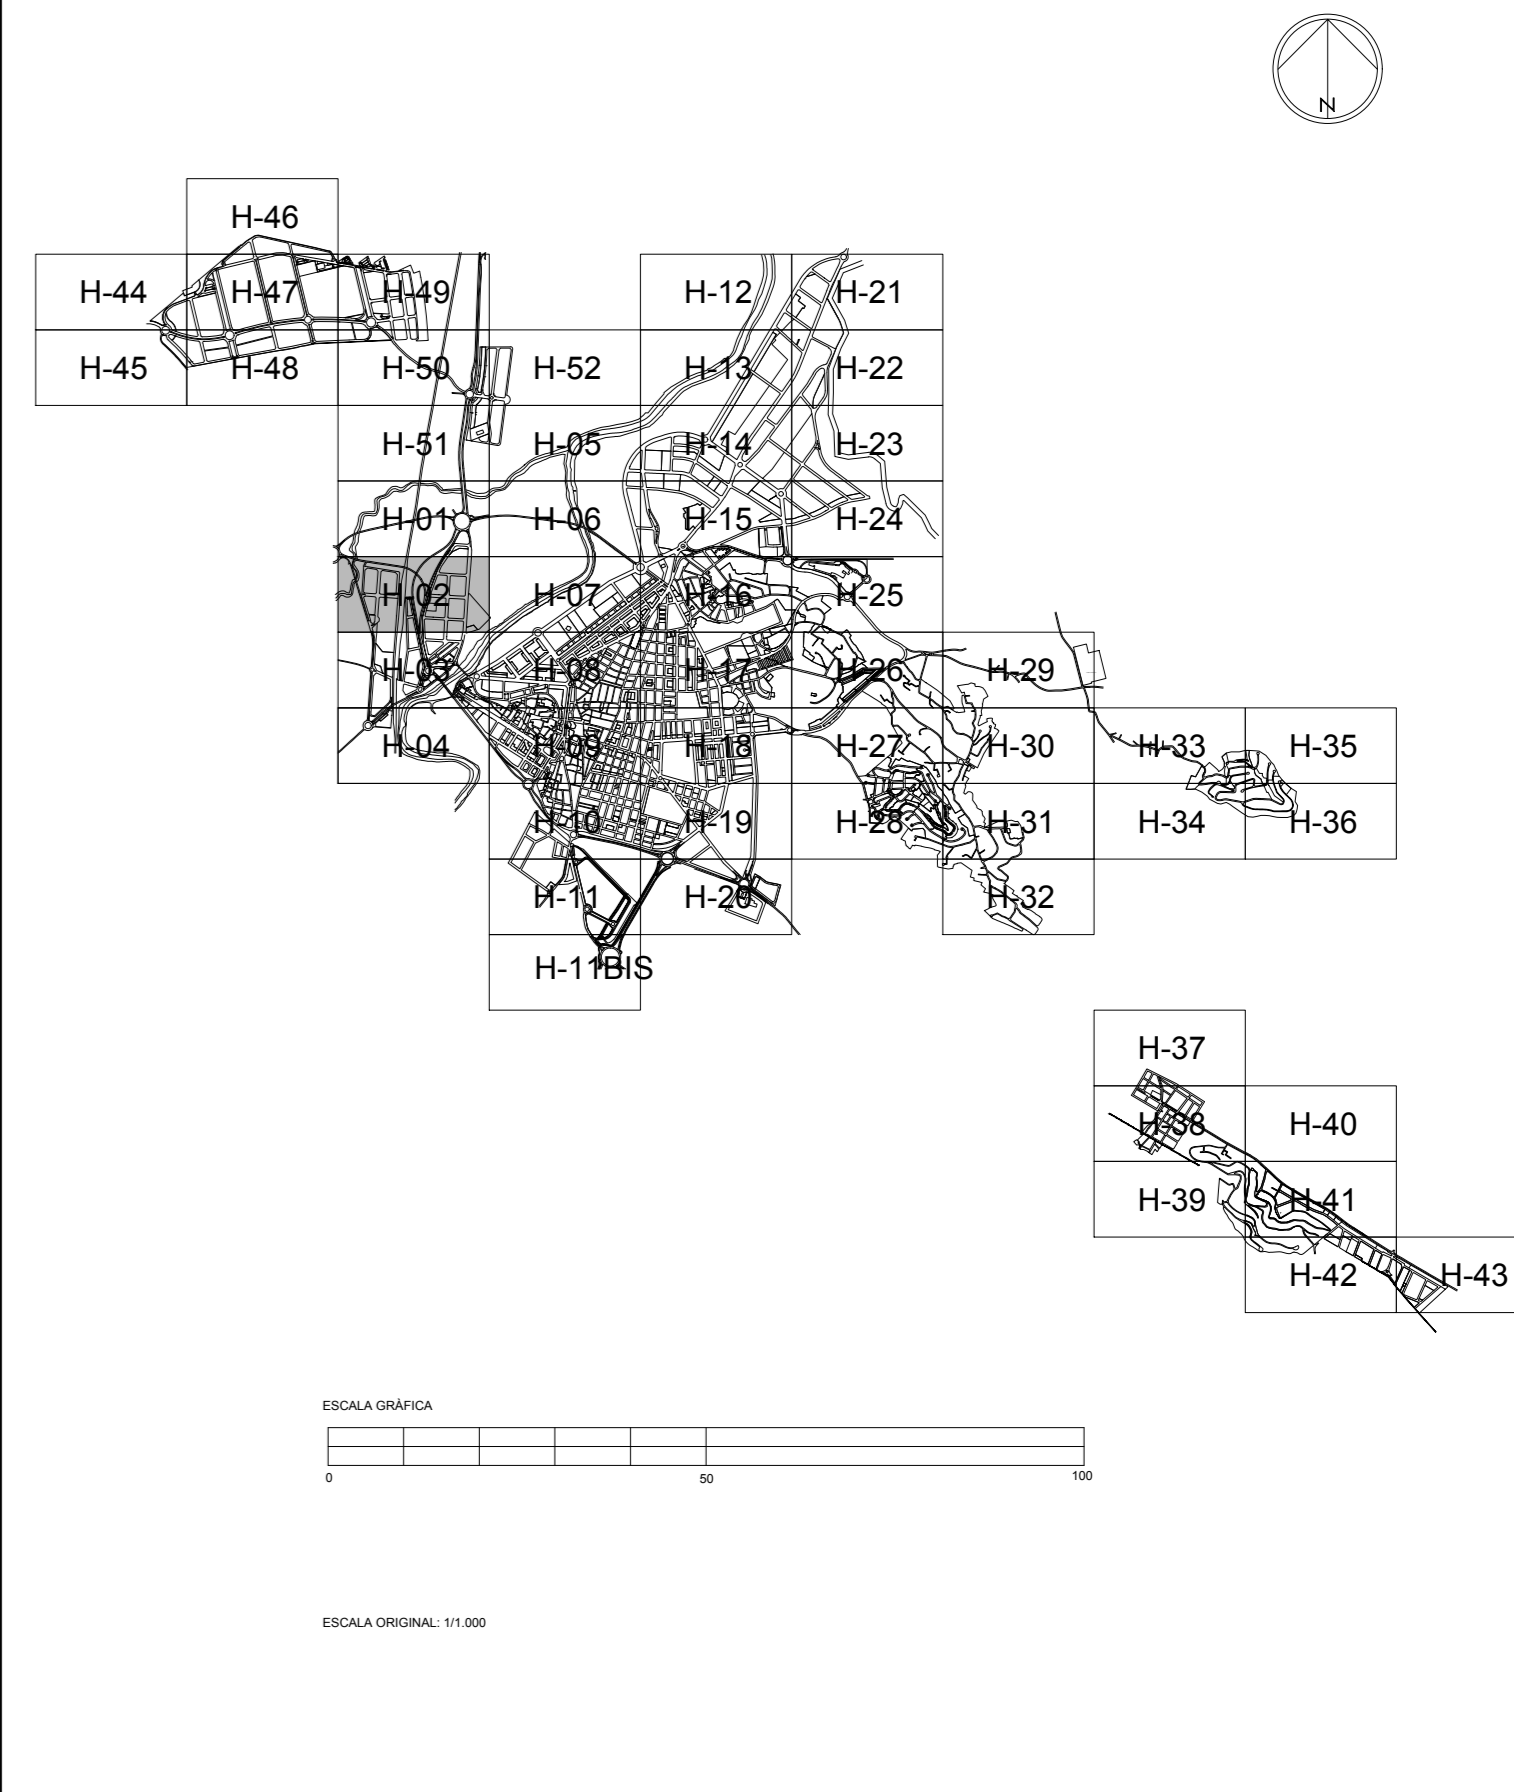 N
H-46
H-44 H-47 H-49 H-12 H-21
H-45 H-48 H-50 H-52 H-13 H-22
H-51 H-05 H-14 H-23
H-01 H-06 H-15 H-24
H-02 H-07 H-16 H-25
H-03 H-08 H-17 H-26 H-29
H-04 H-09 H-18 H-27 H-30 H-33 H-35
H-10 H-19 H-28 H-31 H-34 H-36
H-11 H-20 H-32
H-11BIS
H-37
H-38 H-40
H-39 H-41
H-42 H-43
ESCALA GRÀFICA
0 50 100
ESCALA ORIGINAL: 1/1.000